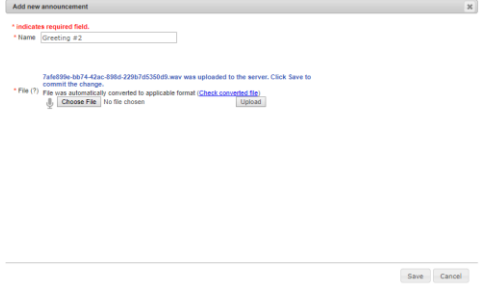 Add new announcement
* indicates required field.
* Name Greeting #2
7afe899e-bb74-42ac-898d-229b7d5350d9.wav was uploaded to the server. Click Save to
commit the change.
* File (?) File was automatically converted to applicable format (Check converted file)
Choose File No file chosen Upload
Save Cancel